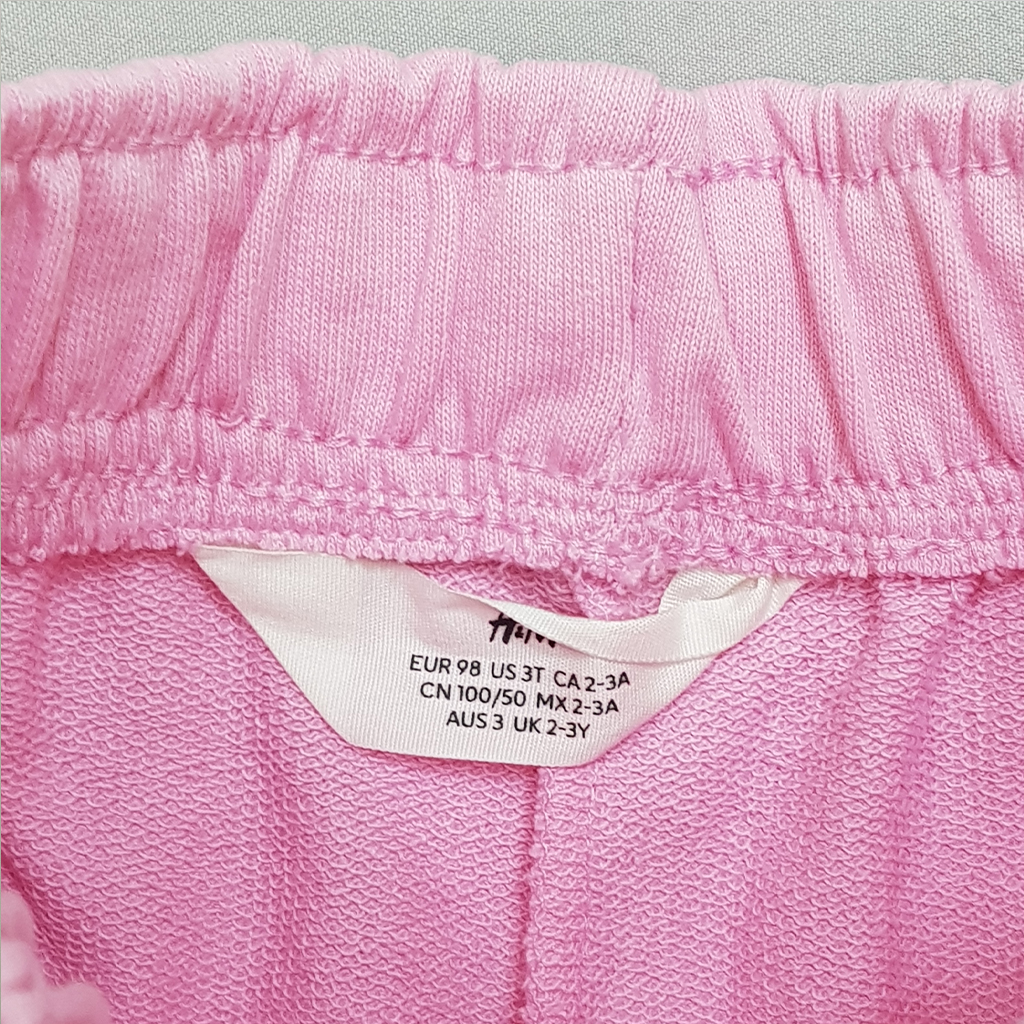 H&M
EUR 98 US 3T CA 2-3A
CN 100/50 MX 2-3A
AUS 3 UK 2-3Y